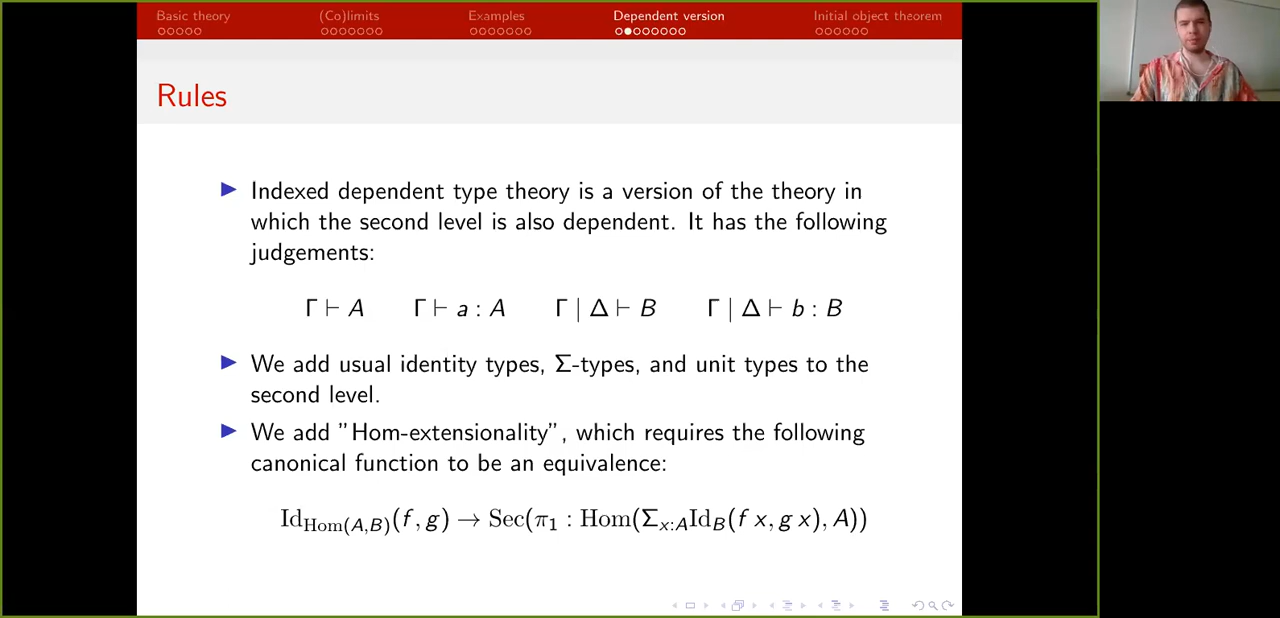 Basic theory (Co)limits Examples Dependent version Initial object theorem
Rules
Indexed dependent type theory is a version of the theory in
which the second level is also dependent. It has the following
judgements:
Γ ⊢ A Γ ⊢ a : A Γ | Δ ⊢ B Γ | Δ ⊢ b : B
We add usual identity types, Σ-types, and unit types to the
second level.
We add ”Hom-extensionality”, which requires the following
canonical function to be an equivalence:
Id_{Hom(A,B)}(f, g) → Sec(π₁ : Hom(Σ_{x:A}Id_B(f x, g x), A))